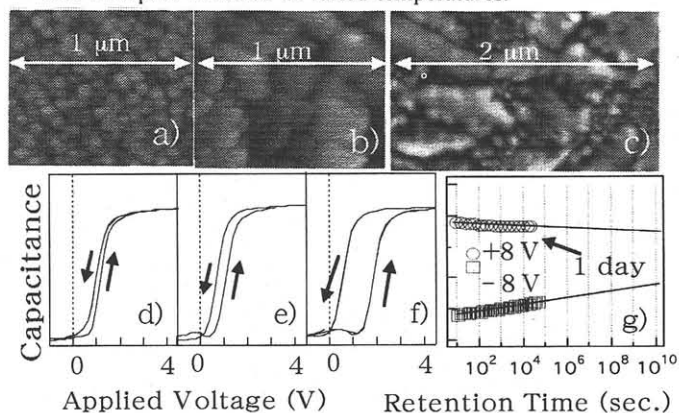 1 μm
1 μm
2 μm
a)
b)
c)
Capacitance
d)
e)
f)
g)
+8 V
−8 V
1 day
0
4
0
4
0
4
10² 10⁴ 10⁶ 10⁸ 10¹⁰
Applied Voltage (V)
Retention Time (sec.)